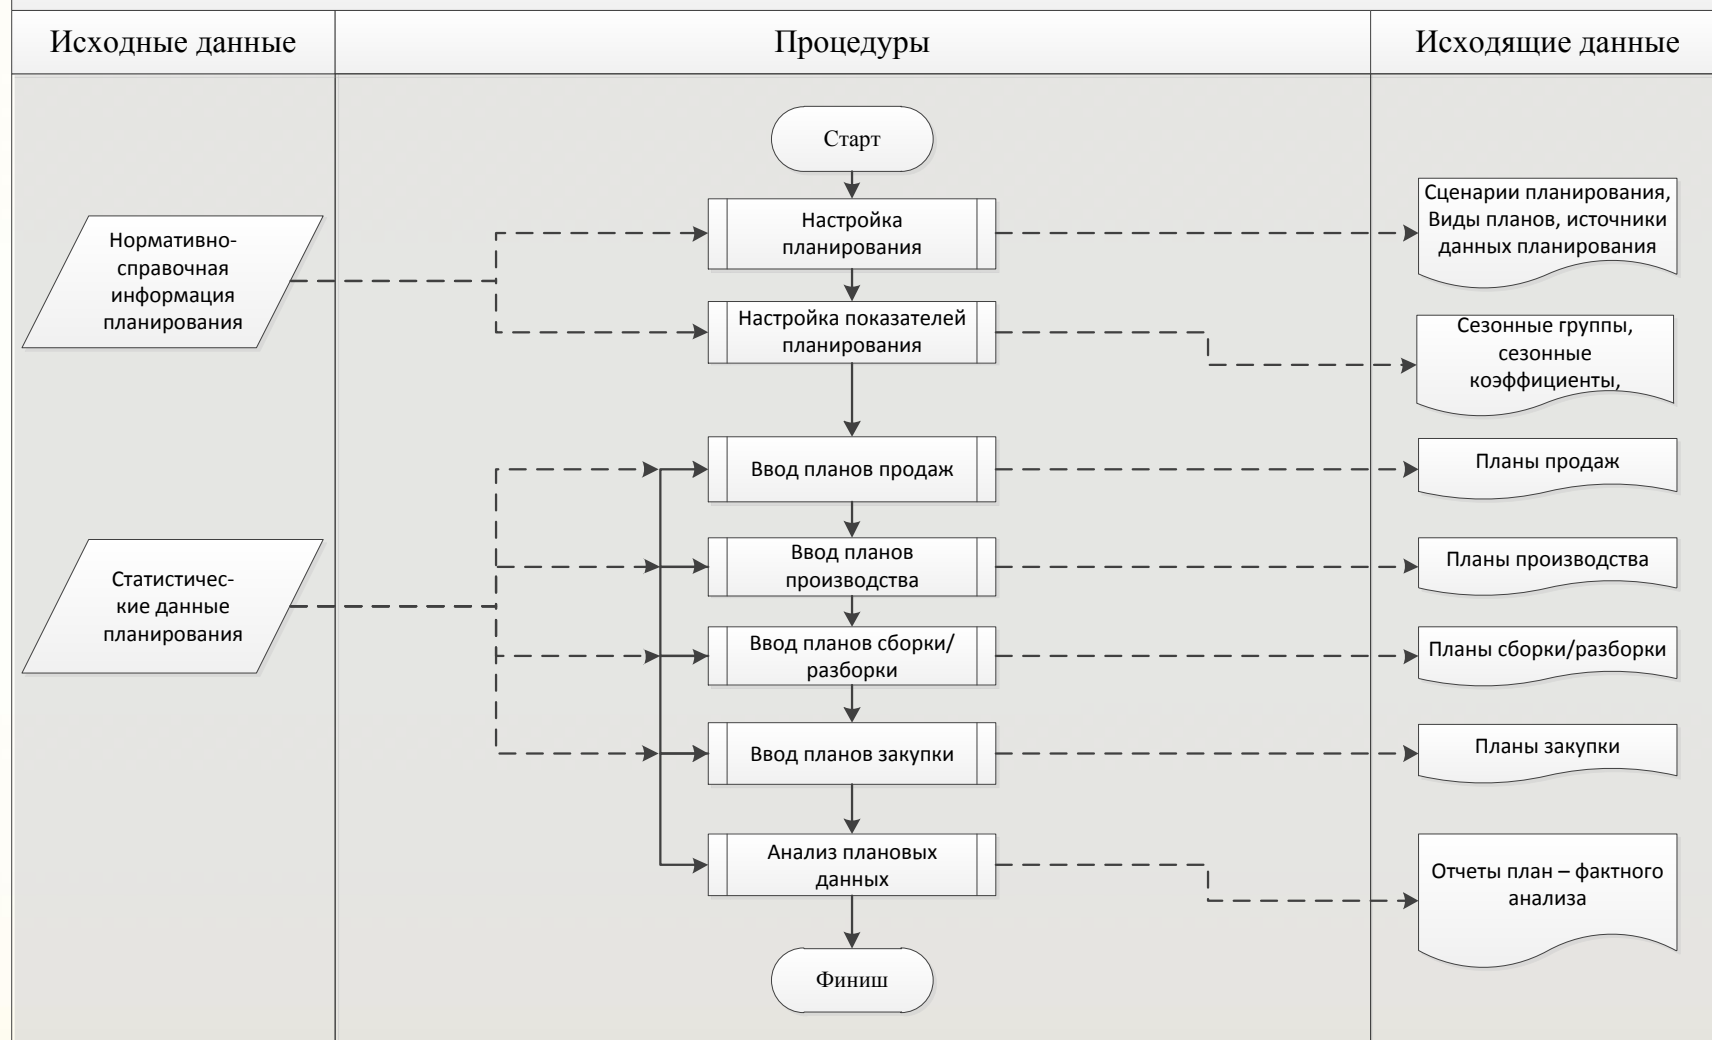 Исходные данные
Процедуры
Исходящие данные
Старт
Настройка
планирования
Сценарии планирования,
Виды планов, источники
данных планирования
Нормативно-
справочная
информация
планирования
Настройка показателей
планирования
Сезонные группы,
сезонные
коэффициенты,
Ввод планов продаж
Планы продаж
Статистичес-
кие данные
планирования
Ввод планов
производства
Планы производства
Ввод планов сборки/
разборки
Планы сборки/разборки
Ввод планов закупки
Планы закупки
Анализ плановых
данных
Отчеты план – фактного
анализа
Финиш